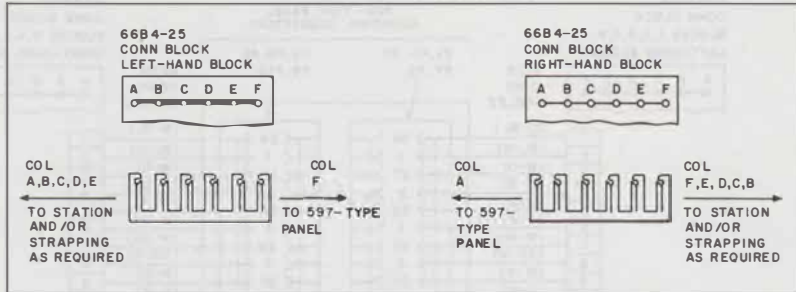 66B4-25
CONN BLOCK
LEFT-HAND BLOCK
A B C D E F
COL
A,B,C,D,E
TO STATION
AND/OR
STRAPPING
AS REQUIRED
COL
F
TO 597-TYPE
PANEL
66B4-25
CONN BLOCK
RIGHT-HAND BLOCK
A B C D E F
COL
A
TO 597-
TYPE
PANEL
COL
F,E,D,C,B
TO STATION
AND/OR
STRAPPING
AS REQUIRED